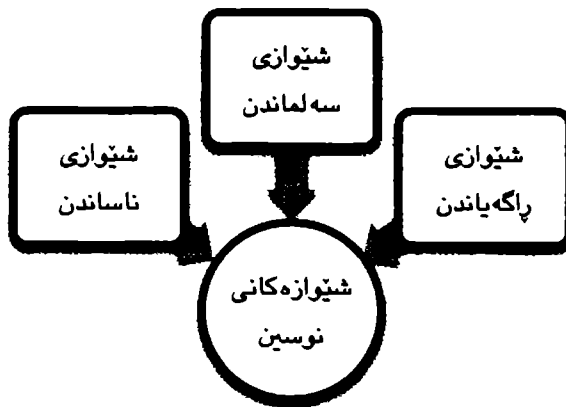 شێوازی
سەلماندن
شێوازی
ڕاگەیاندن
شێوازی
ناساندن
شێوازەکانی
نوسین